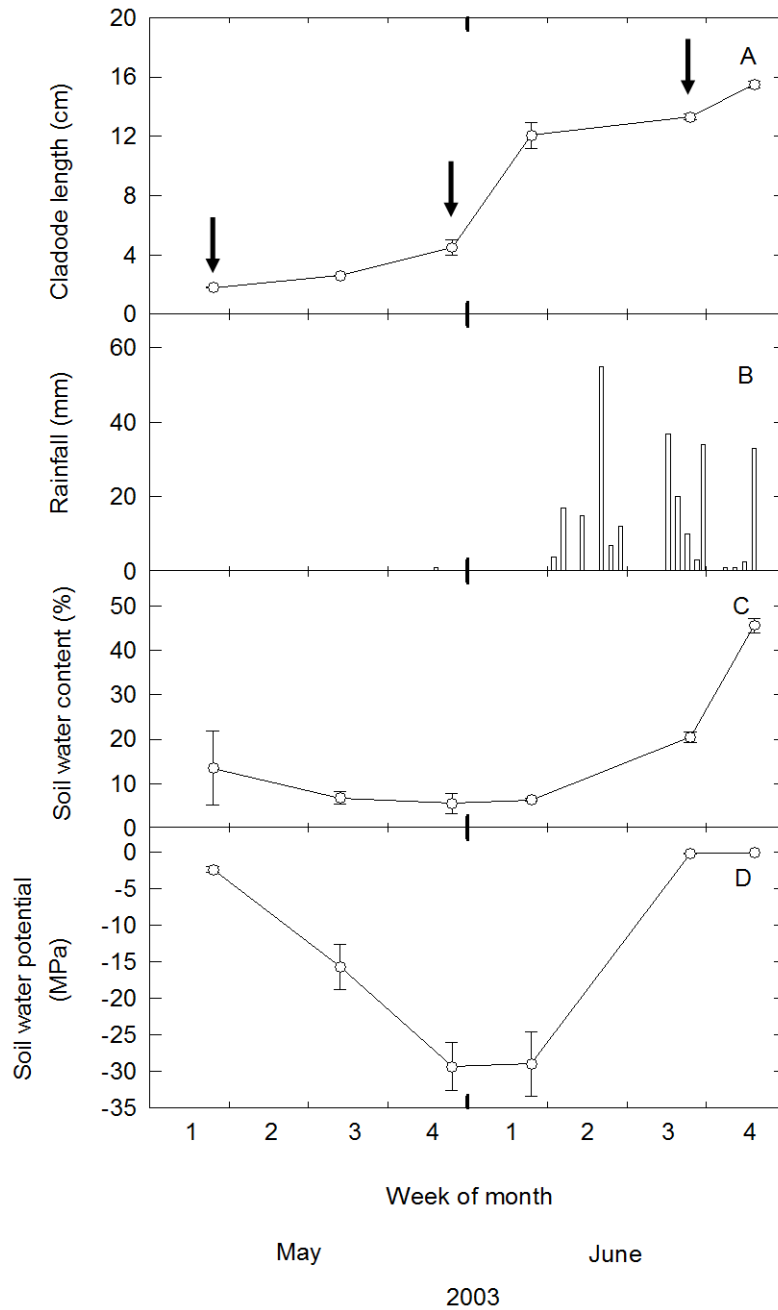 20
16
12
8
4
0
Cladode length (cm)
A
60
40
20
0
Rainfall (mm)
B
50
40
30
20
10
0
Soil water content (%)
C
0
-5
-10
-15
-20
-25
-30
-35
Soil water potential
(MPa)
D
1 2 3 4 1 2 3 4
Week of month
May June
2003